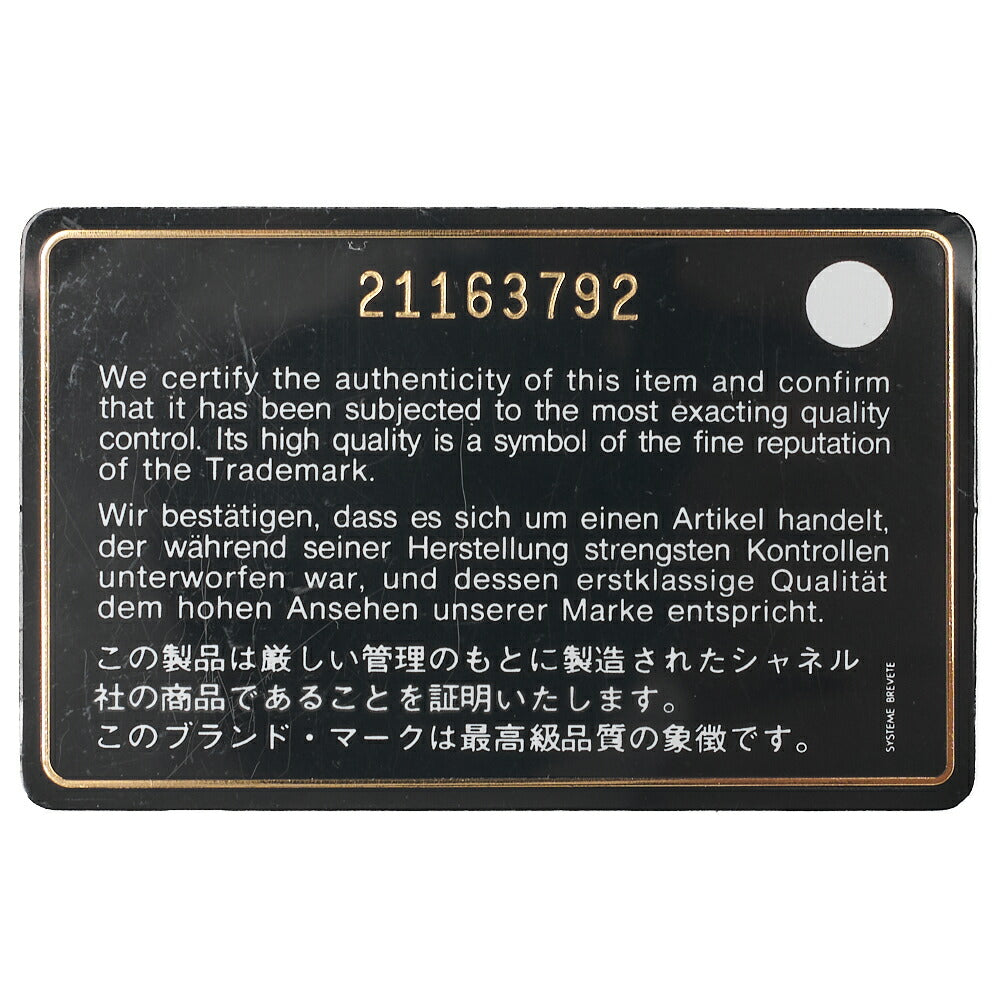 21163792
We certify the authenticity of this item and confirm
that it has been subjected to the most exacting quality
control. Its high quality is a symbol of the fine reputation
of the Trademark.
Wir bestätigen, dass es sich um einen Artikel handelt,
der während seiner Herstellung strengsten Kontrollen
unterworfen war, und dessen erstklassige Qualität
dem hohen Ansehen unserer Marke entspricht.
この製品は厳しい管理のもとに製造されたシャネル
社の商品であることを証明いたします。
このブランド・マークは最高級品質の象徴です。
SYSTEME BREVETE